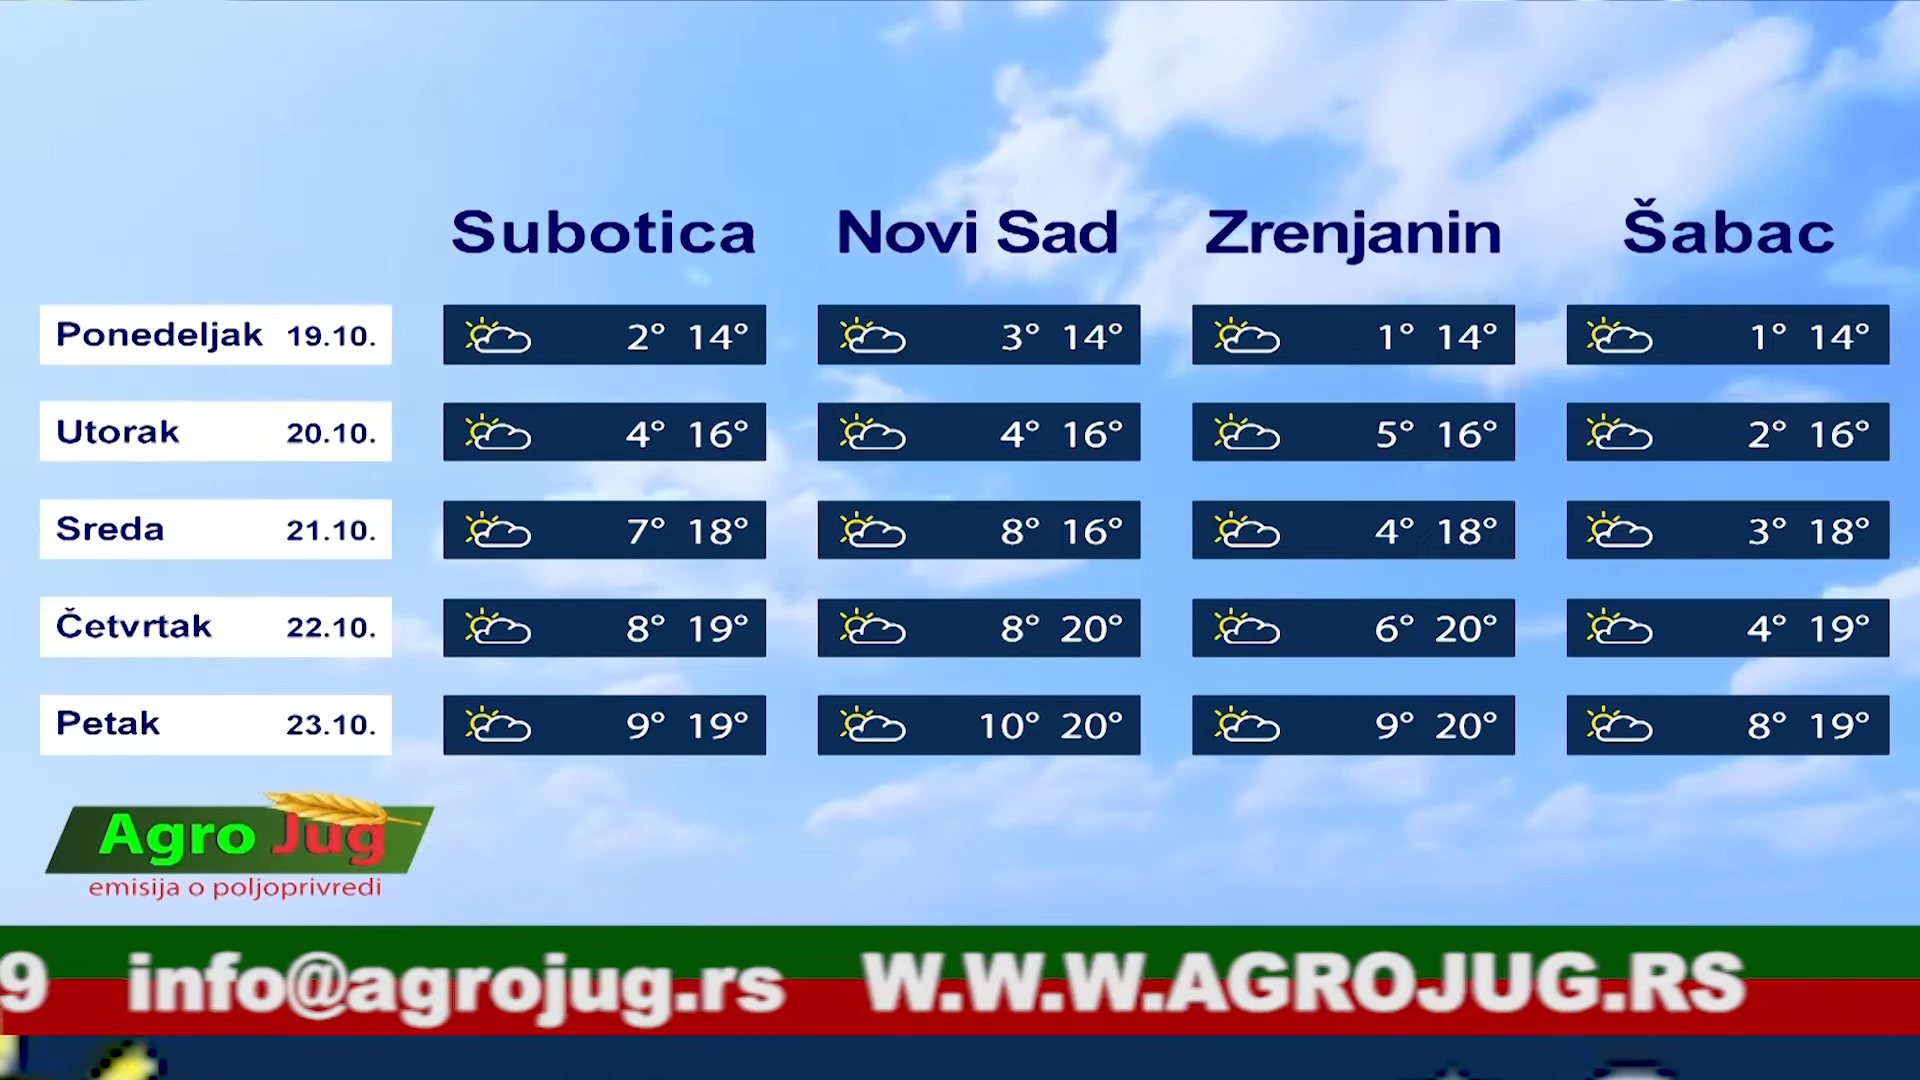 Subotica Novi Sad Zrenjanin Šabac
Ponedeljak 19.10. 2° 14° 3° 14° 1° 14° 1° 14°
Utorak 20.10. 4° 16° 4° 16° 5° 16° 2° 16°
Sreda 21.10. 7° 18° 8° 16° 4° 18° 3° 18°
Četvrtak 22.10. 8° 19° 8° 20° 6° 20° 4° 19°
Petak 23.10. 9° 19° 10° 20° 9° 20° 8° 19°
Agro Jug
emisija o poljoprivredi
9 info@agrojug.rs W.W.W.AGROJUG.RS